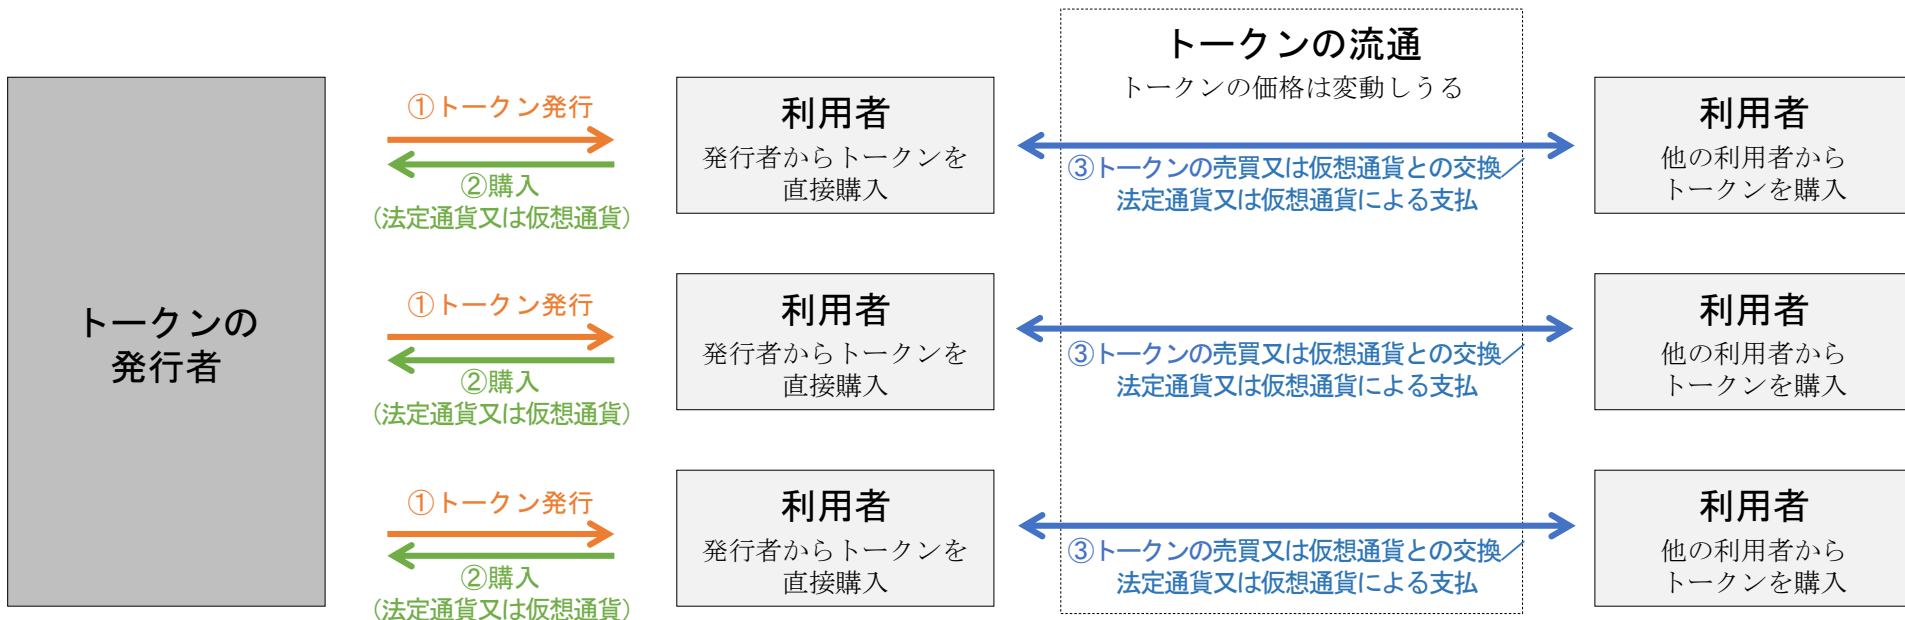 トークンの
発行者
①トークン発行
②購入
(法定通貨又は仮想通貨)
利用者
発行者からトークンを
直接購入
トークンの流通
トークンの価格は変動しうる
③トークンの売買又は仮想通貨との交換／
法定通貨又は仮想通貨による支払
利用者
他の利用者から
トークンを購入
①トークン発行
②購入
(法定通貨又は仮想通貨)
利用者
発行者からトークンを
直接購入
③トークンの売買又は仮想通貨との交換／
法定通貨又は仮想通貨による支払
利用者
他の利用者から
トークンを購入
①トークン発行
②購入
(法定通貨又は仮想通貨)
利用者
発行者からトークンを
直接購入
③トークンの売買又は仮想通貨との交換／
法定通貨又は仮想通貨による支払
利用者
他の利用者から
トークンを購入